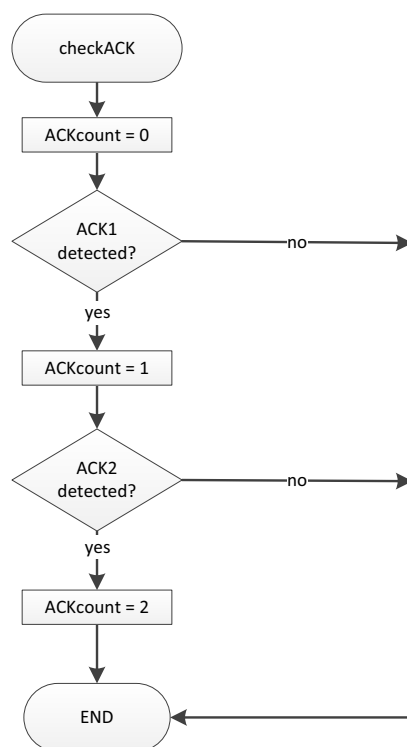 checkACK
ACKcount = 0
ACK1
detected?
no
yes
ACKcount = 1
ACK2
detected?
no
yes
ACKcount = 2
END